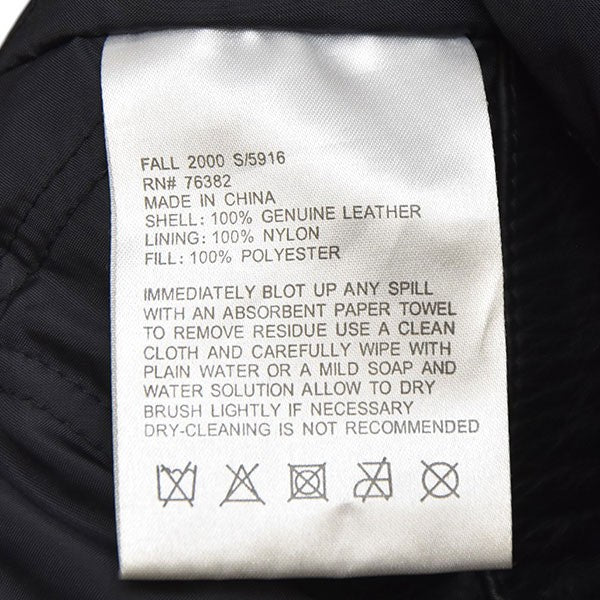 FALL 2000 S/5916
RN# 76382
MADE IN CHINA
SHELL: 100% GENUINE LEATHER
LINING: 100% NYLON
FILL: 100% POLYESTER
IMMEDIATELY BLOT UP ANY SPILL
WITH AN ABSORBENT PAPER TOWEL
TO REMOVE RESIDUE USE A CLEAN
CLOTH AND CAREFULLY WIPE WITH
PLAIN WATER OR A MILD SOAP AND
WATER SOLUTION ALLOW TO DRY
BRUSH LIGHTLY IF NECESSARY
DRY-CLEANING IS NOT RECOMMENDED